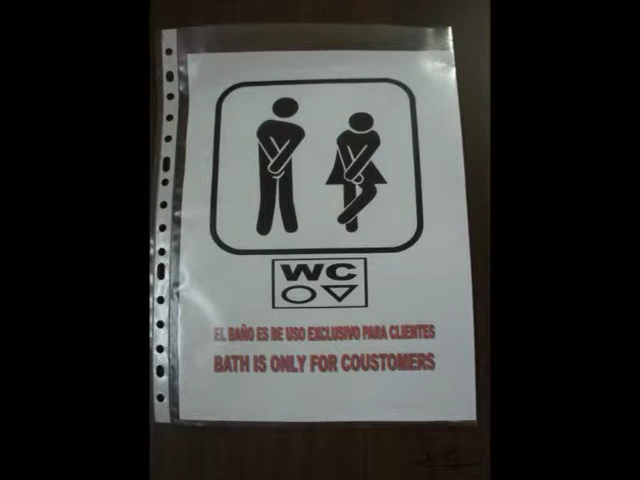 WC
EL BAÑO ES DE USO EXCLUSIVO PARA CLIENTES
BATH IS ONLY FOR COUSTOMERS